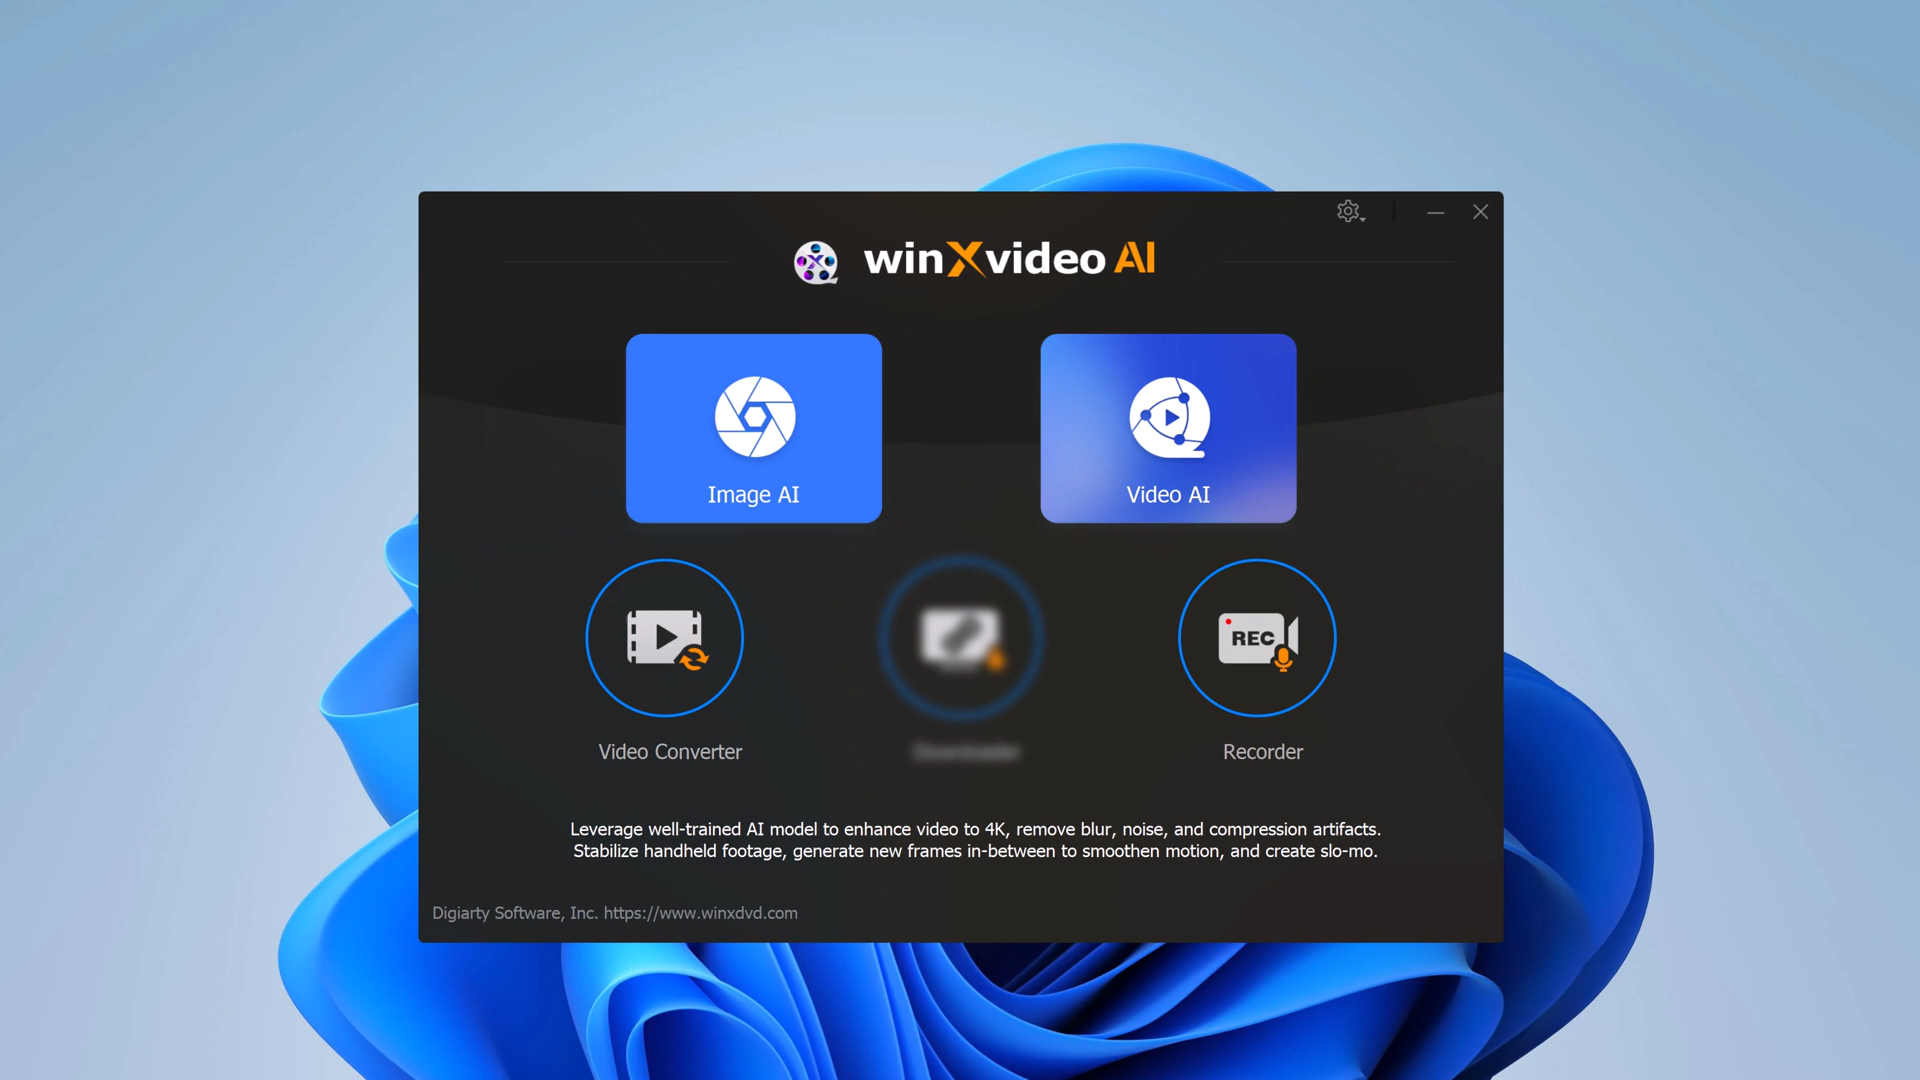 winXvideo AI
Image AI
Video AI
REC
Video Converter
Recorder
Leverage well-trained AI model to enhance video to 4K, remove blur, noise, and compression artifacts.
Stabilize handheld footage, generate new frames in-between to smoothen motion, and create slo-mo.
Digiarty Software, Inc. https://www.winxdvd.com